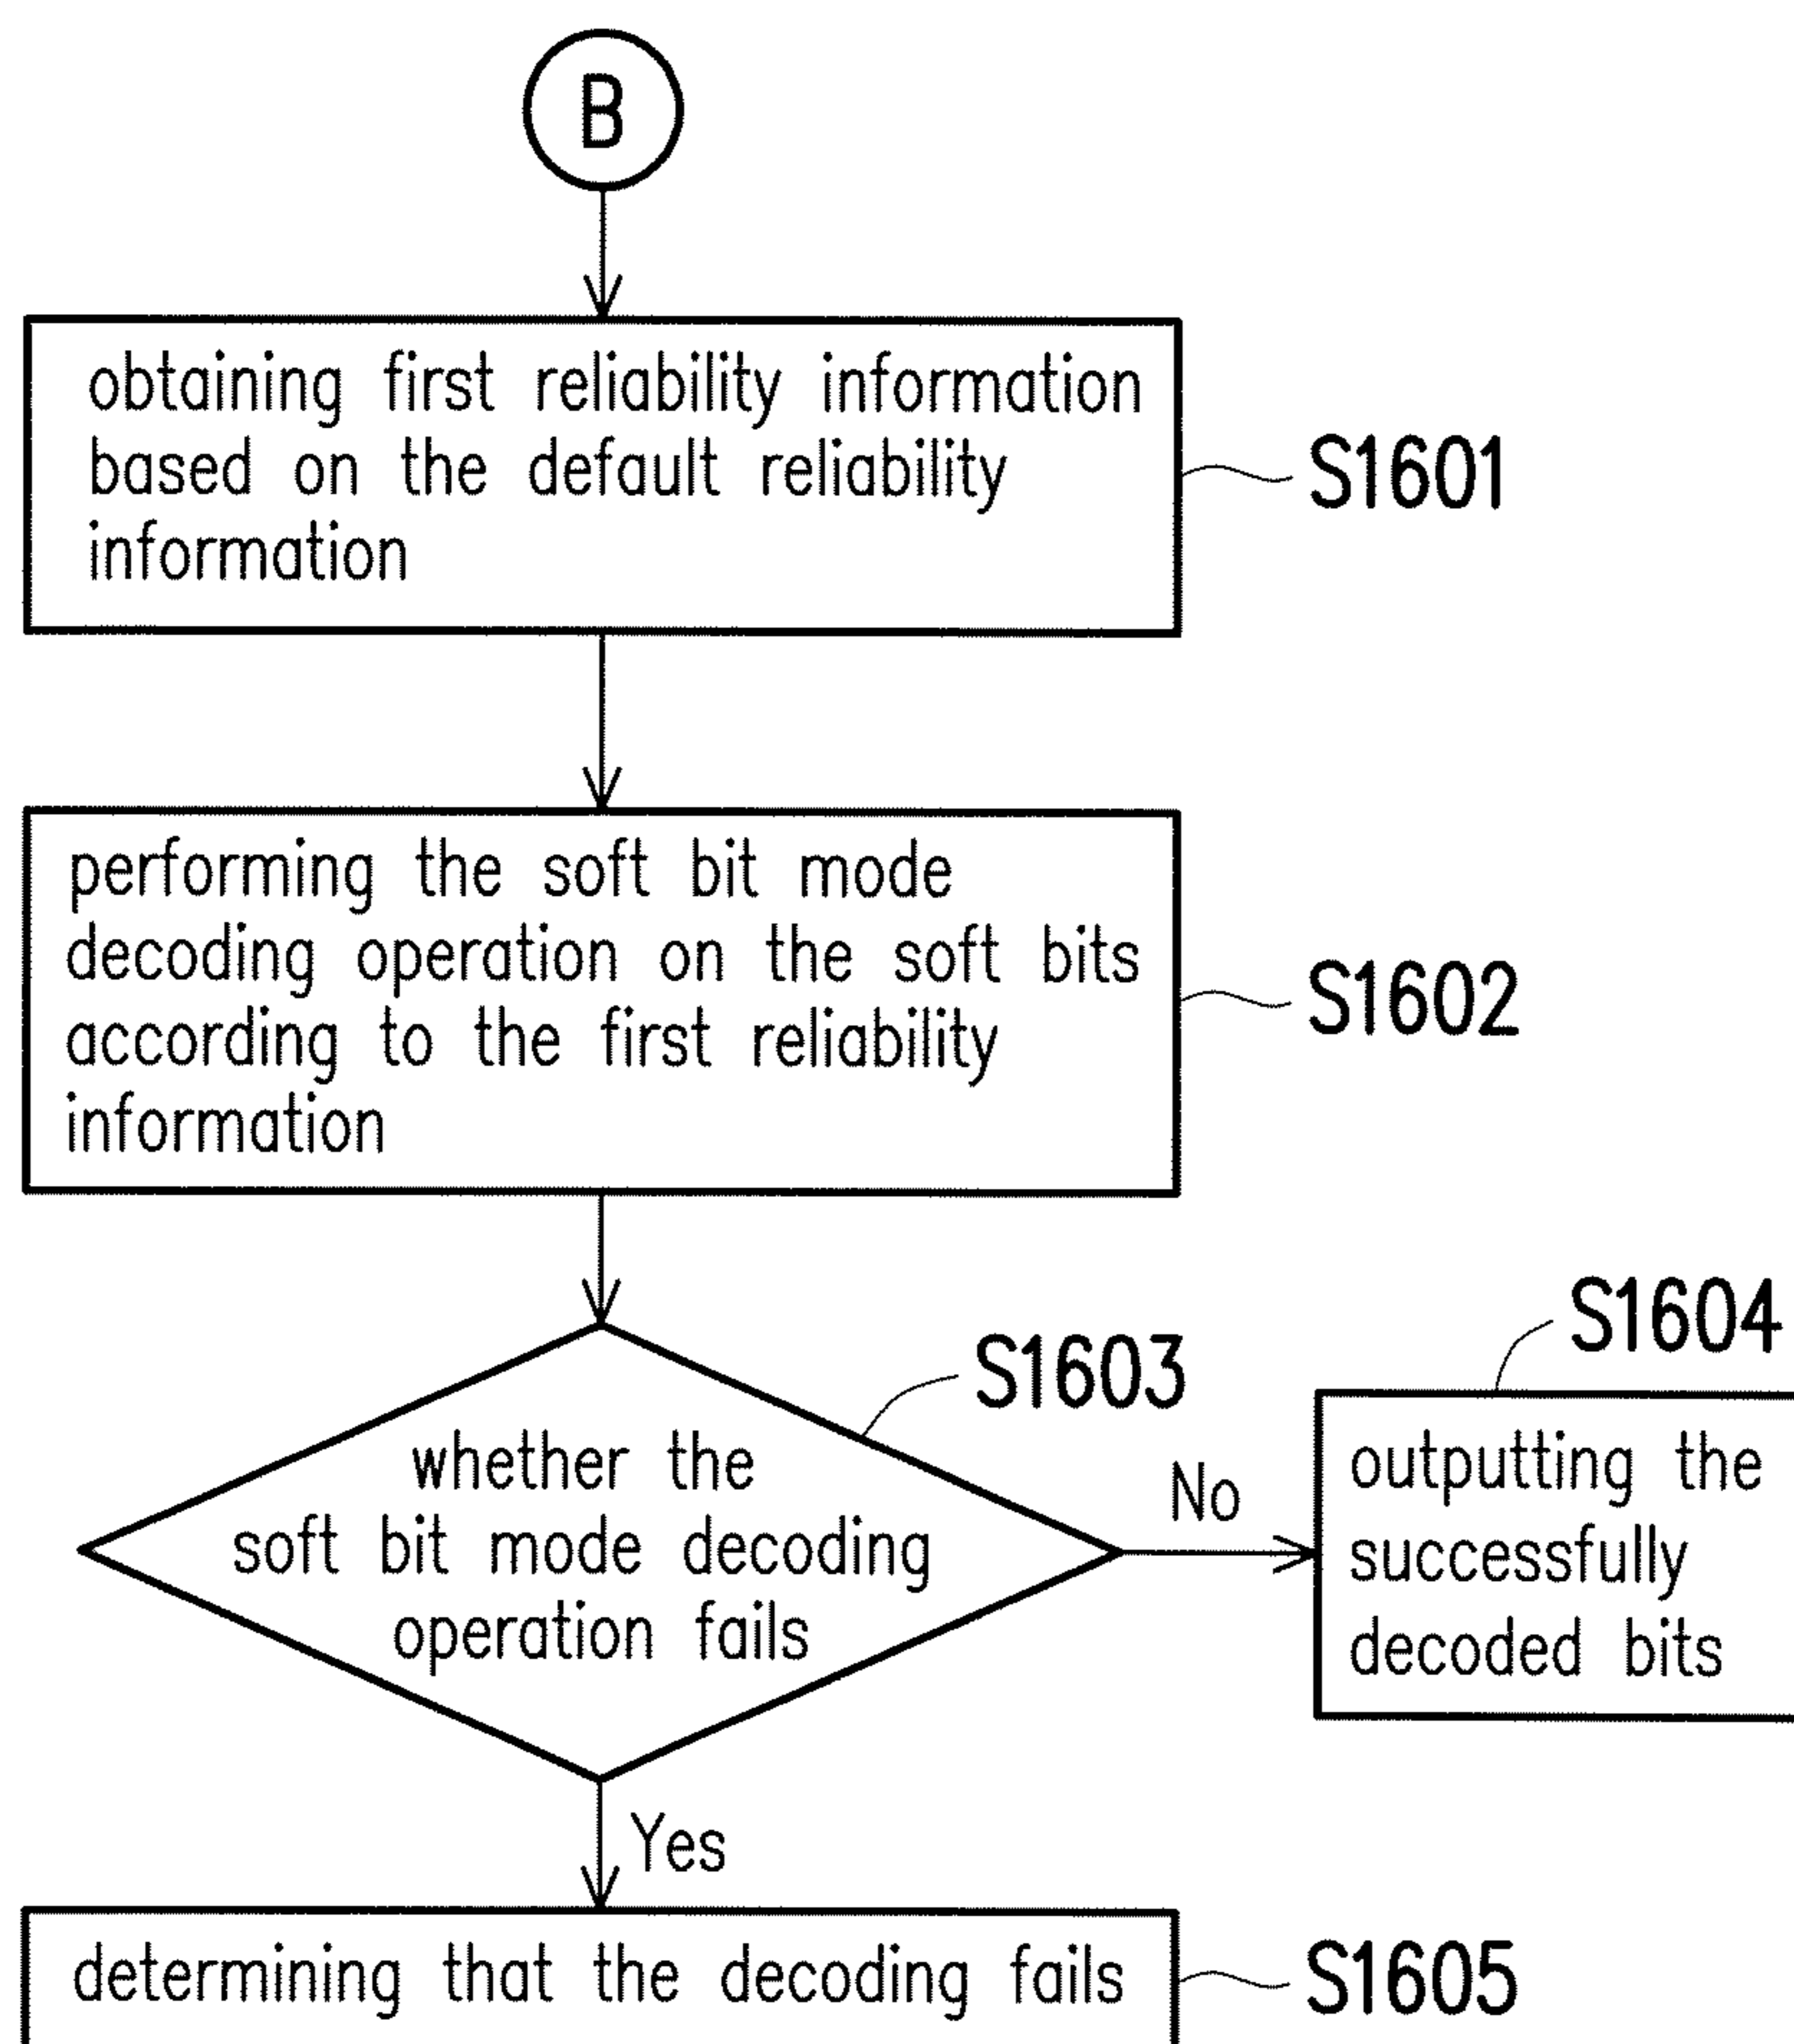 B
obtaining first reliability information
based on the default reliability
information
S1601
performing the soft bit mode
decoding operation on the soft bits
according to the first reliability
information
S1602
whether the
soft bit mode decoding
operation fails
S1603
No
S1604
outputting the
successfully
decoded bits
Yes
determining that the decoding fails
S1605